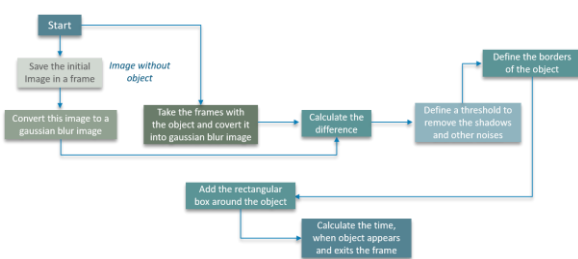 Start
Save the initial
Image in a frame
Image without
object
Convert this image to a
gaussian blur image
Take the frames with
the object and covert it
into gaussian blur image
Calculate the
difference
Define a threshold to
remove the shadows
and other noises
Define the borders
of the object
Add the rectangular
box around the object
Calculate the time,
when object appears
and exits the frame